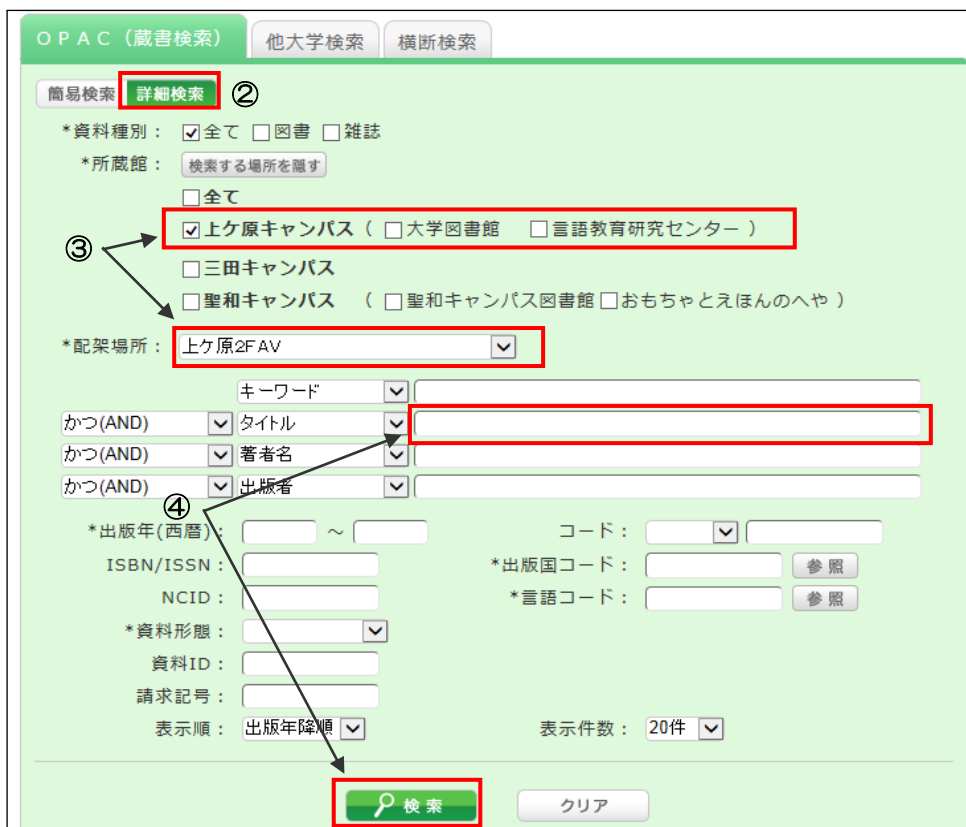 OPAC（蔵書検索） 他大学検索 横断検索
簡易検索 詳細検索 ②
*資料種別： 全て 図書 雑誌
*所蔵館： 検索する場所を隠す
全て
上ケ原キャンパス（ 大学図書館 言語教育研究センター ）
③
三田キャンパス
聖和キャンパス （ 聖和キャンパス図書館 おもちゃとえほんのへや ）
*配架場所： 上ケ原2FAV
キーワード
かつ(AND) タイトル
かつ(AND) 著者名
かつ(AND) 出版者
④
*出版年(西暦)： ～ コード：
ISBN/ISSN： *出版国コード： 参照
NCID： *言語コード： 参照
*資料形態：
資料ID：
請求記号：
表示順： 出版年降順 表示件数： 20件
検索 クリア